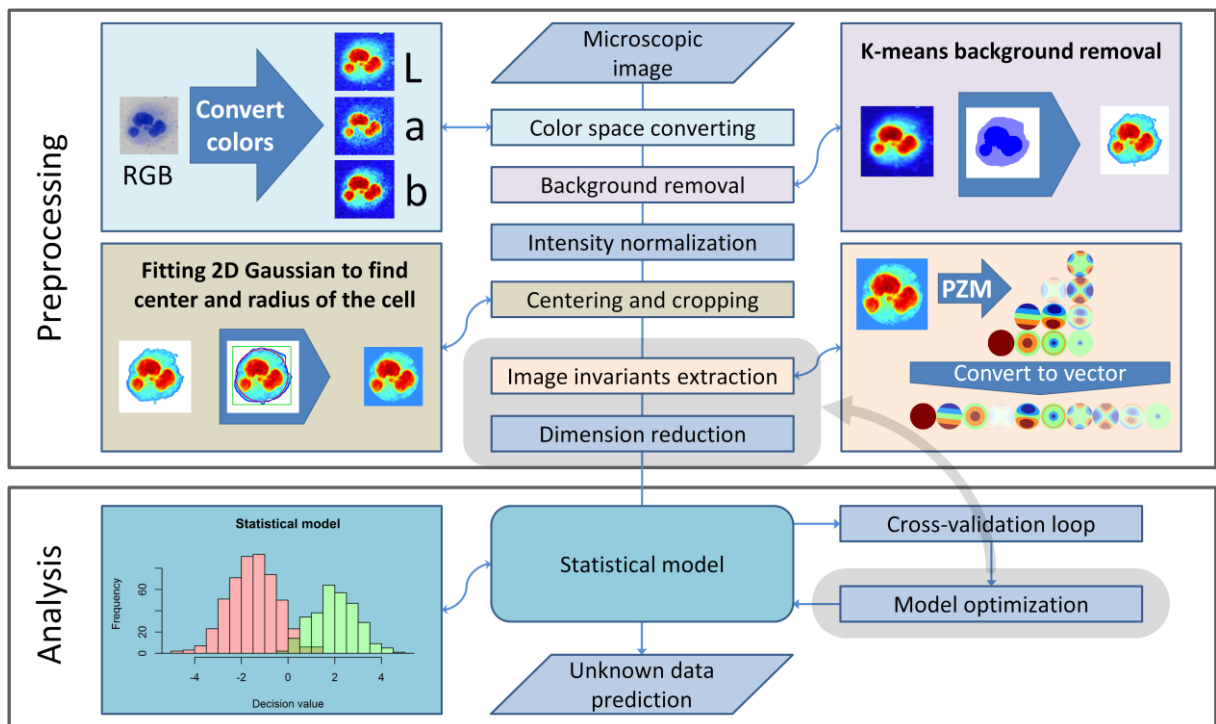 Preprocessing
Convert
colors
RGB
L
a
b
Microscopic
image
Color space converting
Background removal
Intensity normalization
Centering and cropping
Image invariants extraction
Dimension reduction
K-means background removal
Fitting 2D Gaussian to find
center and radius of the cell
PZM
Convert to vector
Analysis
Statistical model
Frequency
60
20
0
-4
-2
0
2
4
Decision value
Statistical model
Cross-validation loop
Model optimization
Unknown data
prediction